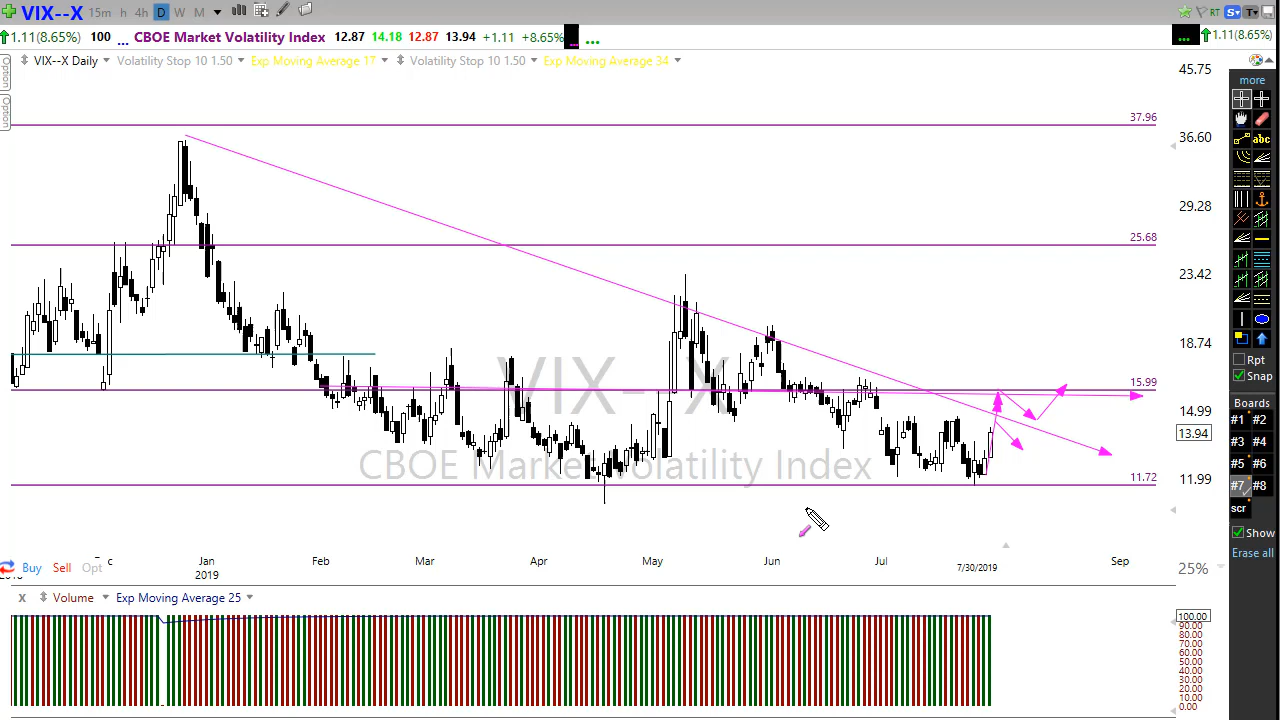 VIX--X 15m h 4h D W M RT S T
1.11(8.65%) 100 ... CBOE Market Volatility Index 12.87 14.18 12.87 13.94 +1.11 +8.65% ... ... 1.11(8.65%)
VIX--X Daily Volatility Stop 10 1.50 Exp Moving Average 17 Volatility Stop 10 1.50 Exp Moving Average 34
Option
Option
more
abc
45.75
37.96
36.60
29.28
25.68
23.42
18.74
15.99
14.99
13.94
11.99
11.72
VIX--X
CBOE Market Volatility Index
Rpt
Snap
Boards
#1 #2
#3 #4
#5 #6
#7 #8
scr
Show
Erase all
c Jan Feb Mar Apr May Jun Jul 7/30/2019 Sep
2019
Buy Sell Opt 25%
X Volume Exp Moving Average 25
100.00
90.00
80.00
70.00
60.00
50.00
40.00
30.00
20.00
10.00
0.00